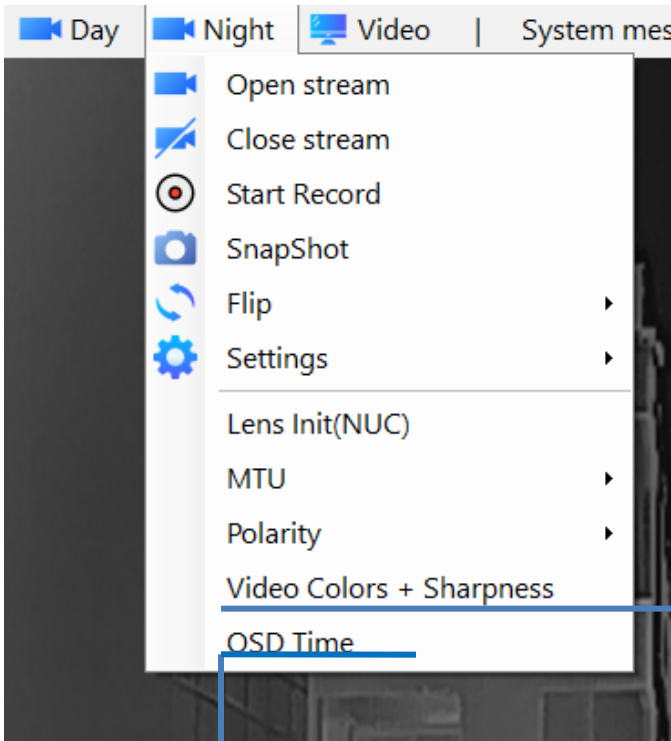 Day Night Video | System mes
Open stream
Close stream
Start Record
SnapShot
Flip
Settings
Lens Init(NUC)
MTU
Polarity
Video Colors + Sharpness
OSD Time